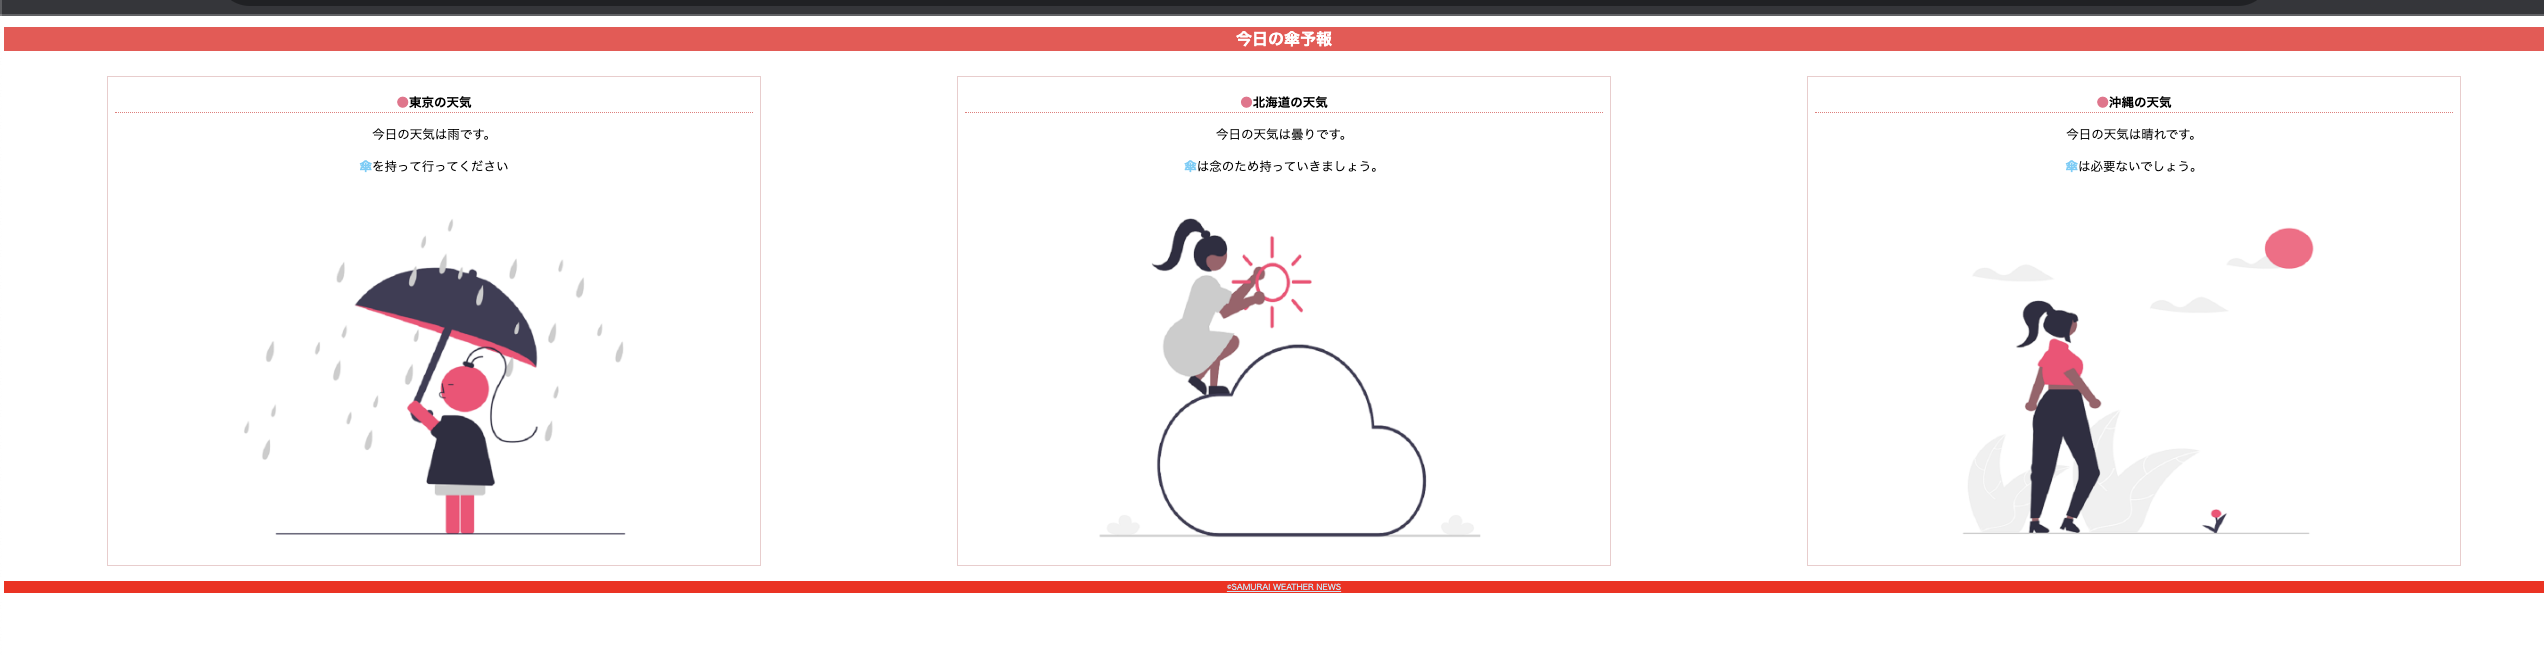 今日の傘予報
●東京の天気
今日の天気は雨です。
傘を持って行ってください
●北海道の天気
今日の天気は曇りです。
傘は念のため持っていきましょう。
●沖縄の天気
今日の天気は晴れです。
傘は必要ないでしょう。
©SAMURAI WEATHER NEWS